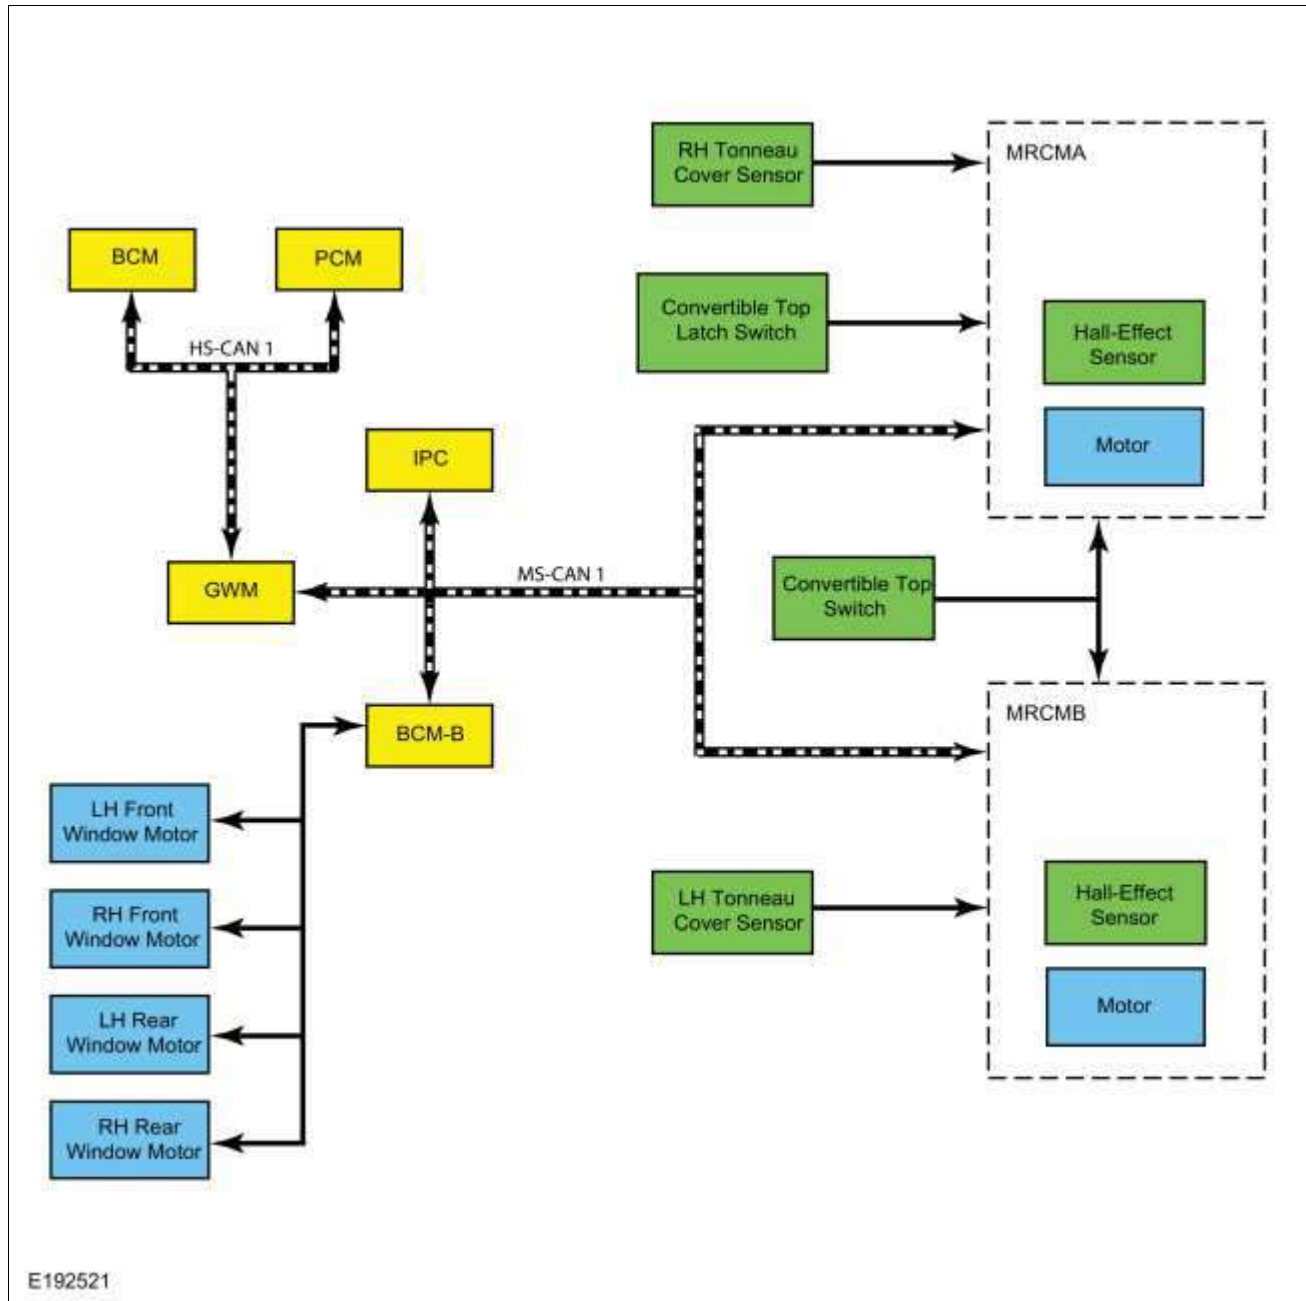 RH Tonneau
Cover Sensor
MRCMA
BCM
PCM
HS-CAN 1
Convertible Top
Latch Switch
Hall-Effect
Sensor
Motor
IPC
GWM
MS-CAN 1
Convertible Top
Switch
BCM-B
MRCMB
LH Front
Window Motor
RH Front
Window Motor
LH Rear
Window Motor
RH Rear
Window Motor
LH Tonneau
Cover Sensor
Hall-Effect
Sensor
Motor
E192521